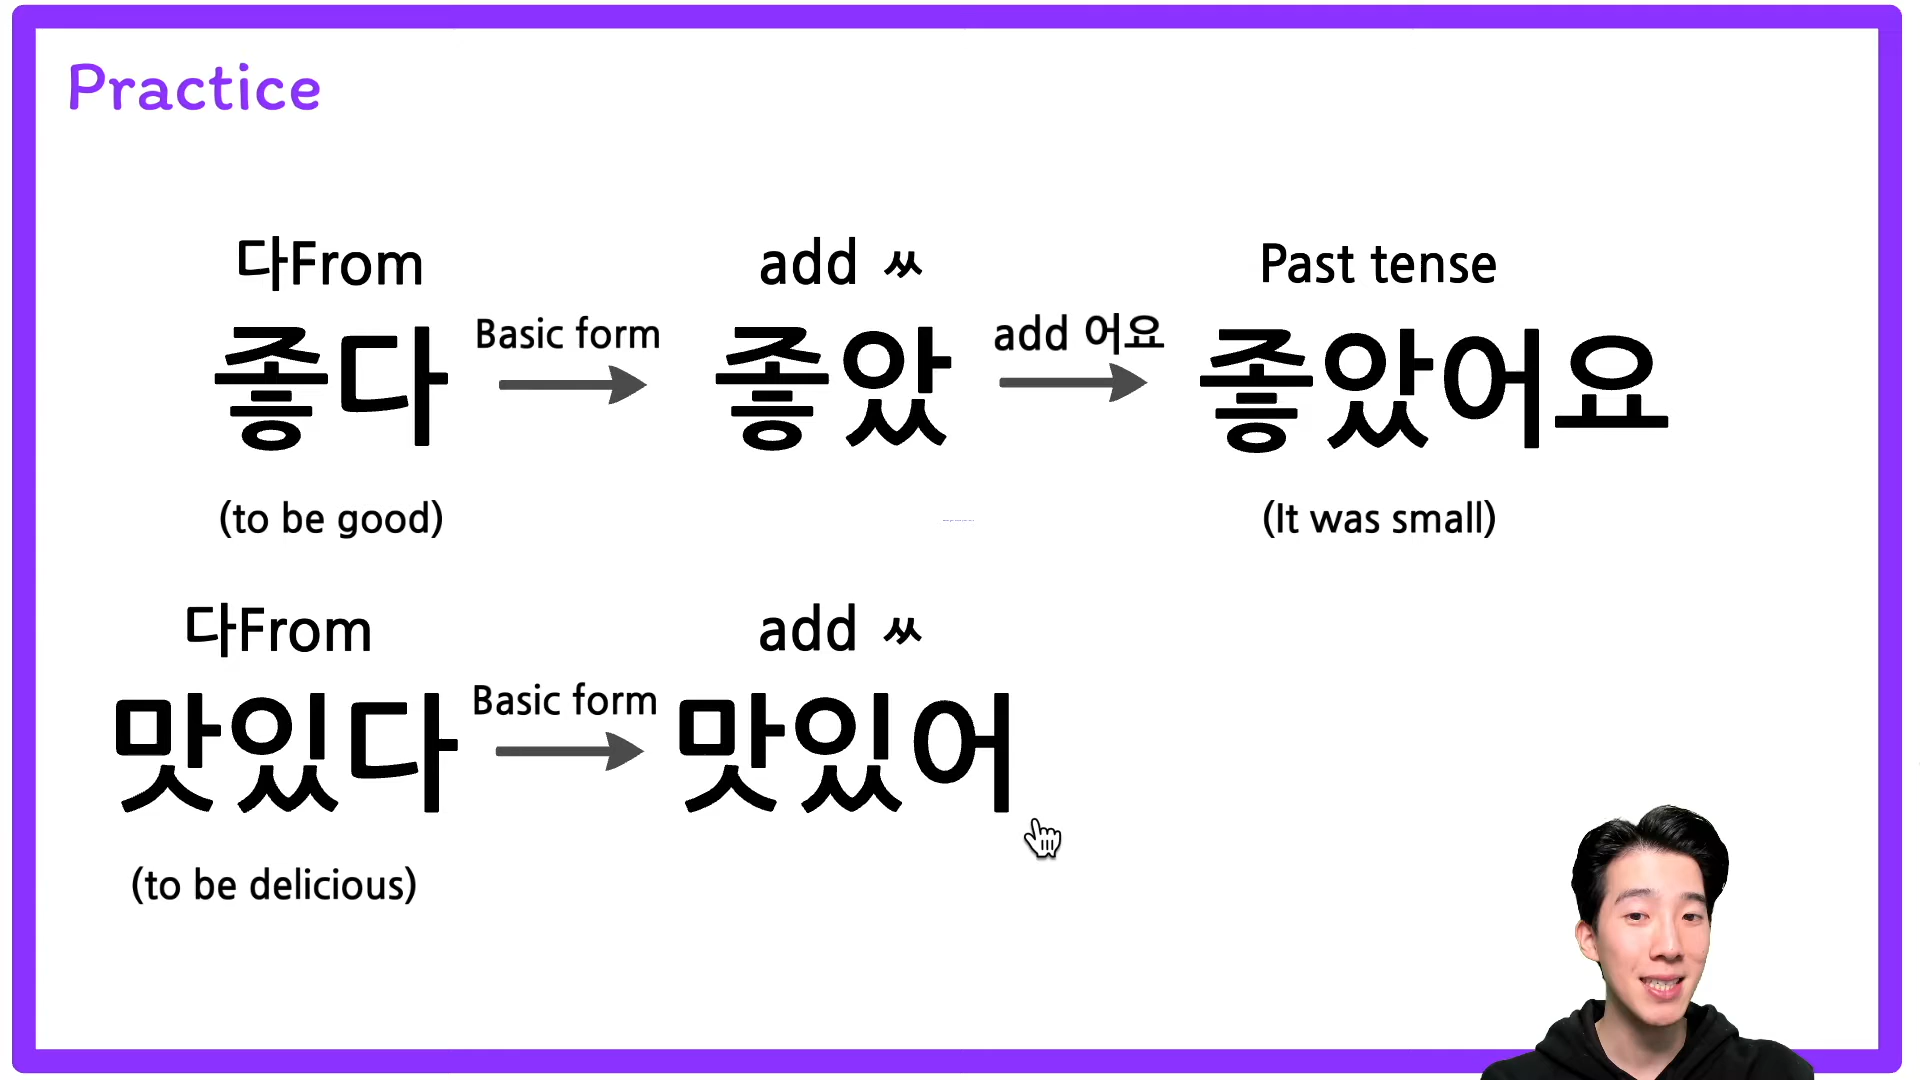 Practice
다From
add ㅆ
Past tense
좋다
Basic form
좋았
add 어요
좋았어요
(to be good)
(It was small)
다From
add ㅆ
맛있다
Basic form
맛있어
(to be delicious)